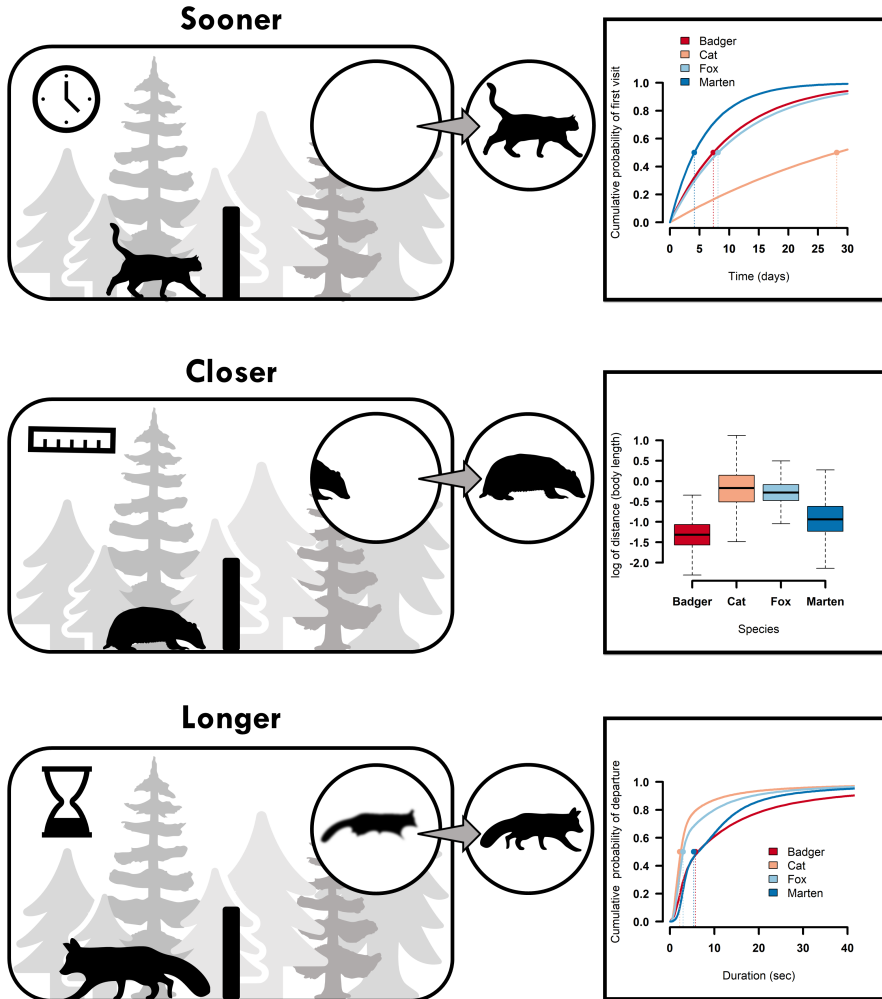 Sooner
Badger
Cat
Fox
Marten
Cumulative probability of first visit
1.0
0.8
0.6
0.4
0.2
0.0
0 5 10 15 20 25 30
Time (days)
Closer
log of distance (body length)
1.0
0.5
0.0
-0.5
-1.0
-1.5
-2.0
Badger Cat Fox Marten
Species
Longer
Cumulative probability of departure
1.0
0.8
0.6
0.4
0.2
0.0
Badger
Cat
Fox
Marten
0 10 20 30 40
Duration (sec)